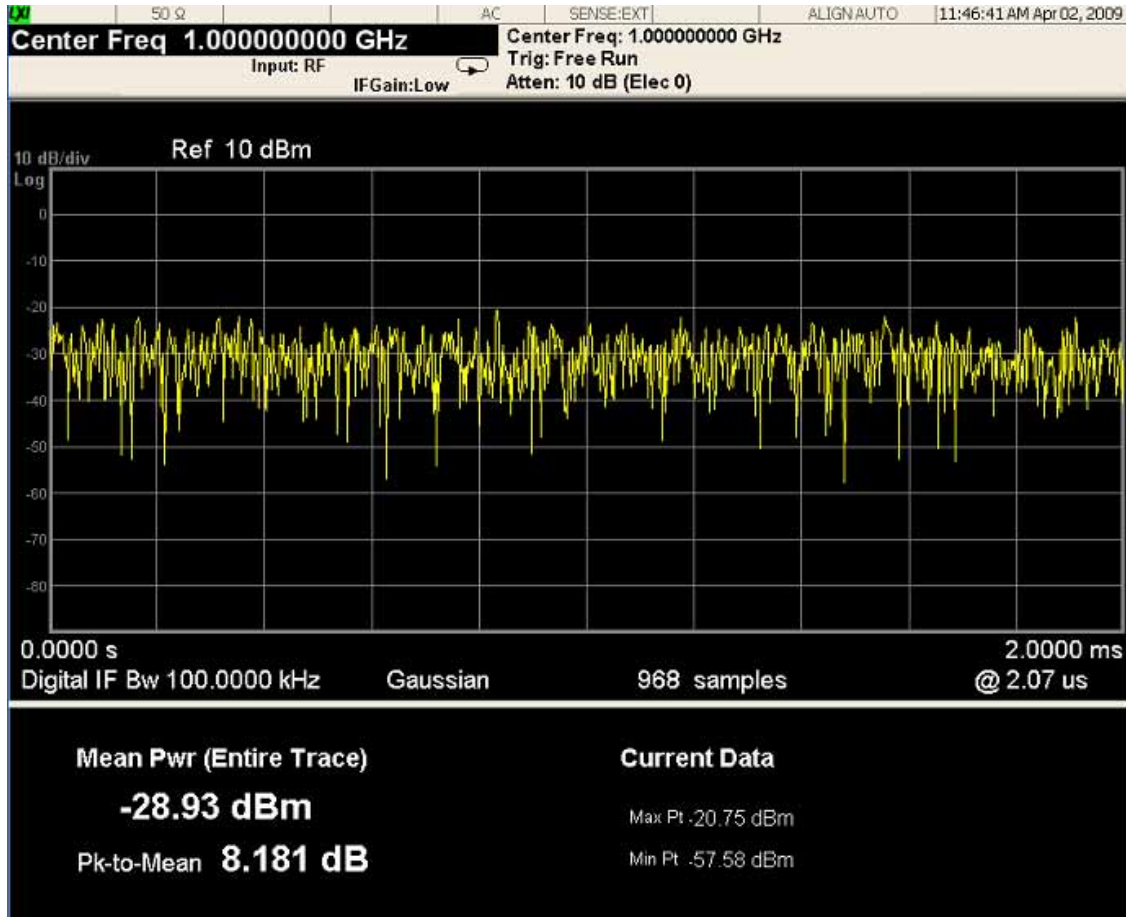 LXI 50 Ω AC SENSE:EXT ALIGN AUTO 11:46:41 AM Apr 02, 2009
Center Freq 1.000000000 GHz
Input: RF
IFGain:Low
Center Freq: 1.000000000 GHz
Trig: Free Run
Atten: 10 dB (Elec 0)
10 dB/div
Log
Ref 10 dBm
0
-10
-20
-30
-40
-50
-60
-70
-80
0.0000 s 2.0000 ms
Digital IF Bw 100.0000 kHz Gaussian 968 samples @ 2.07 us
Mean Pwr (Entire Trace)
-28.93 dBm
Pk-to-Mean 8.181 dB
Current Data
Max Pt -20.75 dBm
Min Pt -57.58 dBm